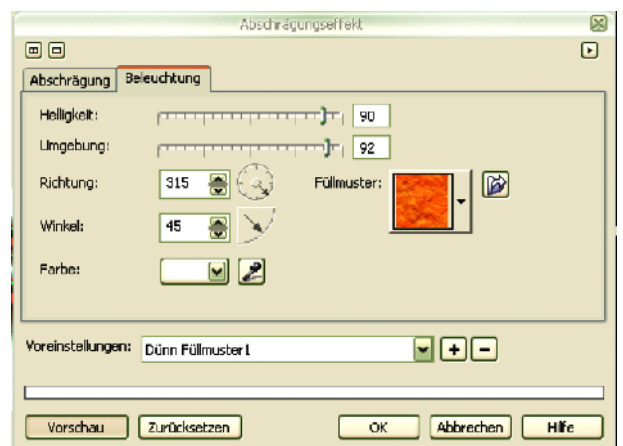 Abschrägungseffekt
Abschrägung Beleuchtung
Helligkeit: 90
Umgebung: 92
Richtung: 315 Füllmuster:
Winkel: 45
Farbe:
Voreinstellungen: Dünn Füllmuster1
Vorschau Zurücksetzen OK Abbrechen Hilfe